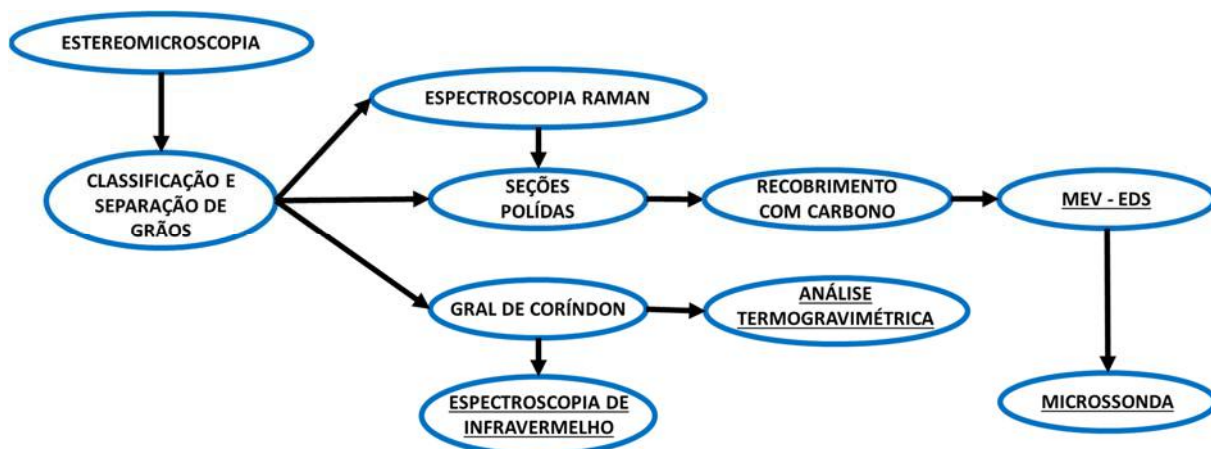 ESTEREOMICROSCOPIA
ESPECTROSCOPIA RAMAN
CLASSIFICAÇÃO E
SEPARAÇÃO DE
GRÃOS
SEÇÕES
POLÍDAS
RECOBRIMENTO
COM CARBONO
MEV - EDS
GRAL DE CORÍNDON
ANÁLISE
TERMOGRAVIMÉTRICA
ESPECTROSCOPIA DE
INFRAVERMELHO
MICROSSONDA